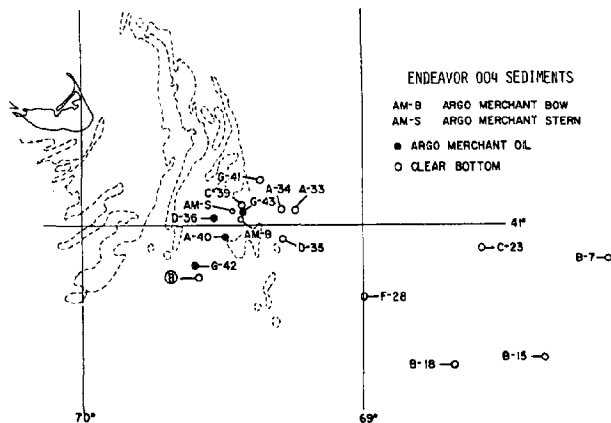 ENDEAVOR 004 SEDIMENTS
AM-B ARGO MERCHANT BOW
AM-S ARGO MERCHANT STERN
● ARGO MERCHANT OIL
○ CLEAR BOTTOM
G-41
C-39
A-34
A-33
AM-S
G-43
D-36
41°
A-40
AM-B
D-35
C-23
B-7
G-42
F-28
B-18
B-15
70°
69°